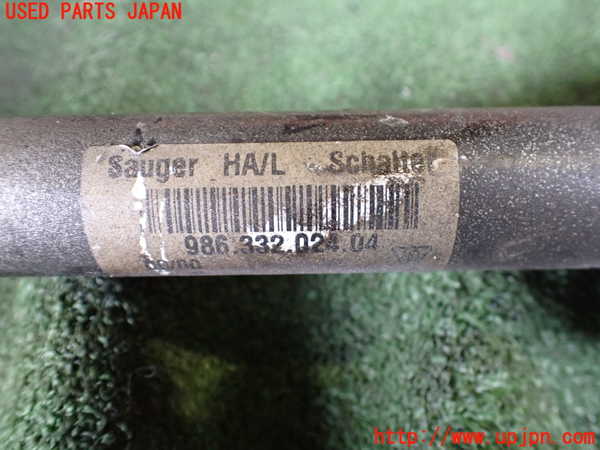 USED PARTS JAPAN
Sauger HA/L - Schalter
986.332.024.04
http://www.upjpn.com/